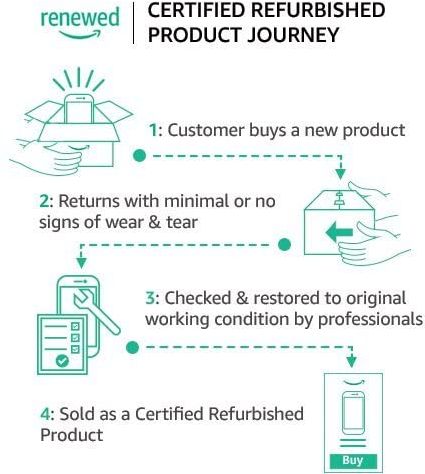 renewed
CERTIFIED REFURBISHED
PRODUCT JOURNEY
1: Customer buys a new product
2: Returns with minimal or no
signs of wear & tear
3: Checked & restored to original
working condition by professionals
4: Sold as a Certified Refurbished
Product
Buy